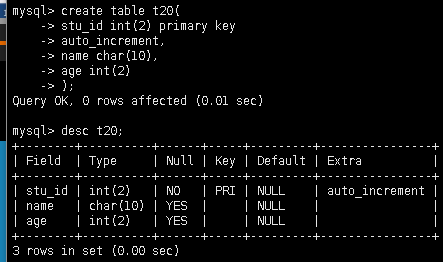 mysql> create table t20(
    -> stu_id int(2) primary key
    -> auto_increment,
    -> name char(10),
    -> age int(2)
    -> );
Query OK, 0 rows affected (0.01 sec)

mysql> desc t20;
+--------+----------+------+-----+---------+----------------+
| Field  | Type     | Null | Key | Default | Extra          |
+--------+----------+------+-----+---------+----------------+
| stu_id | int(2)   | NO   | PRI | NULL    | auto_increment |
| name   | char(10) | YES  |     | NULL    |                |
| age    | int(2)   | YES  |     | NULL    |                |
+--------+----------+------+-----+---------+----------------+
3 rows in set (0.00 sec)